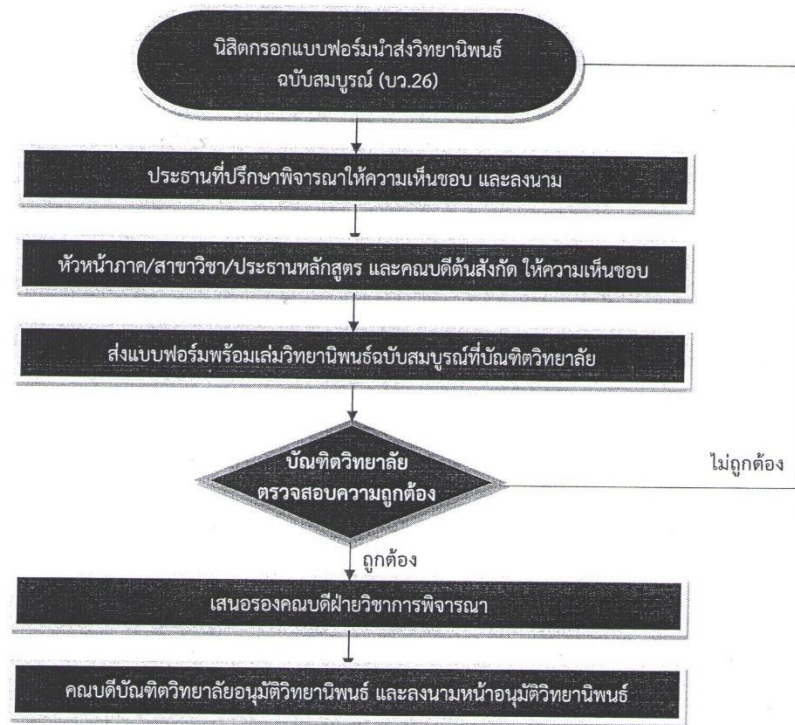 นิสิตกรอกแบบฟอร์มนำส่งวิทยานิพนธ์
ฉบับสมบูรณ์ (บว.26)
ประธานที่ปรึกษาพิจารณาให้ความเห็นชอบ และลงนาม
หัวหน้าภาค/สาขาวิชา/ประธานหลักสูตร และคณบดีต้นสังกัด ให้ความเห็นชอบ
ส่งแบบฟอร์มพร้อมเล่มวิทยานิพนธ์ฉบับสมบูรณ์ที่บัณฑิตวิทยาลัย
บัณฑิตวิทยาลัย
ตรวจสอบความถูกต้อง
ไม่ถูกต้อง
ถูกต้อง
เสนอรองคณบดีฝ่ายวิชาการพิจารณา
คณบดีบัณฑิตวิทยาลัยอนุมัติวิทยานิพนธ์ และลงนามหน้าอนุมัติวิทยานิพนธ์